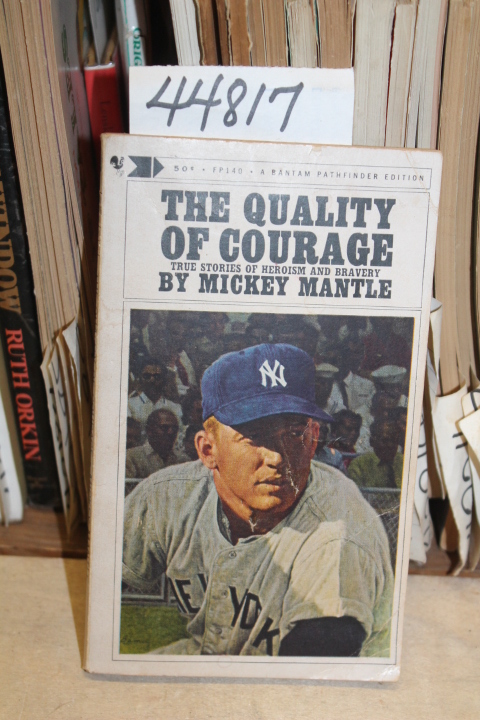 44817
50¢ • FP140 • A BANTAM PATHFINDER EDITION
THE QUALITY
OF COURAGE
TRUE STORIES OF HEROISM AND BRAVERY
BY MICKEY MANTLE
NY
NEW YORK
WINDOW
RUTH ORKIN